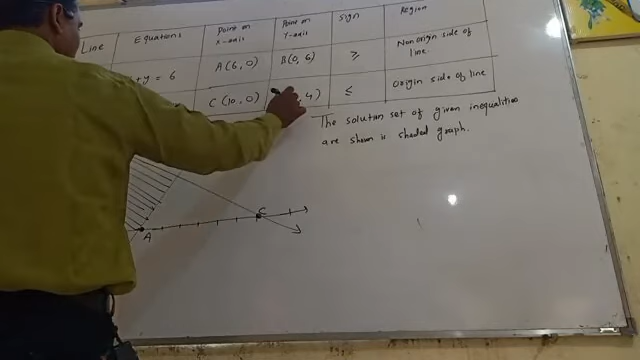 Line Equations Point on X-axis Point on Y-axis Sign Region
+y = 6 A(6,0) B(0,6) ≥ Non origin side of line.
C(10,0) 4) ≤ Origin side of line
The solution set of given inequalities
are shown is shaded graph.
A C